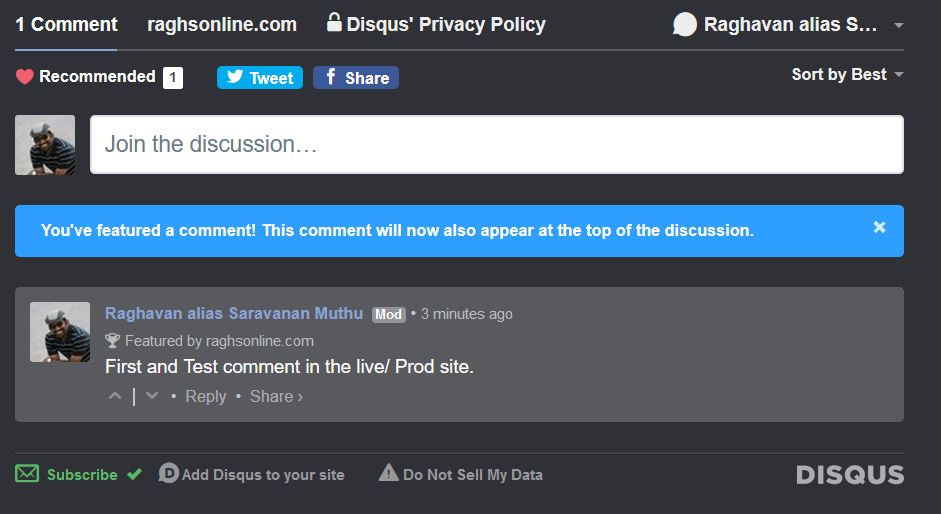 1 Comment raghsonline.com Disqus' Privacy Policy Raghavan alias S...
Recommended 1 Tweet f Share Sort by Best
Join the discussion...
You've featured a comment! This comment will now also appear at the top of the discussion. ×
Raghavan alias Saravanan Muthu Mod • 3 minutes ago
Featured by raghsonline.com
First and Test comment in the live/ Prod site.
• Reply • Share ›
Subscribe ✔ D Add Disqus to your site Do Not Sell My Data DISQUS